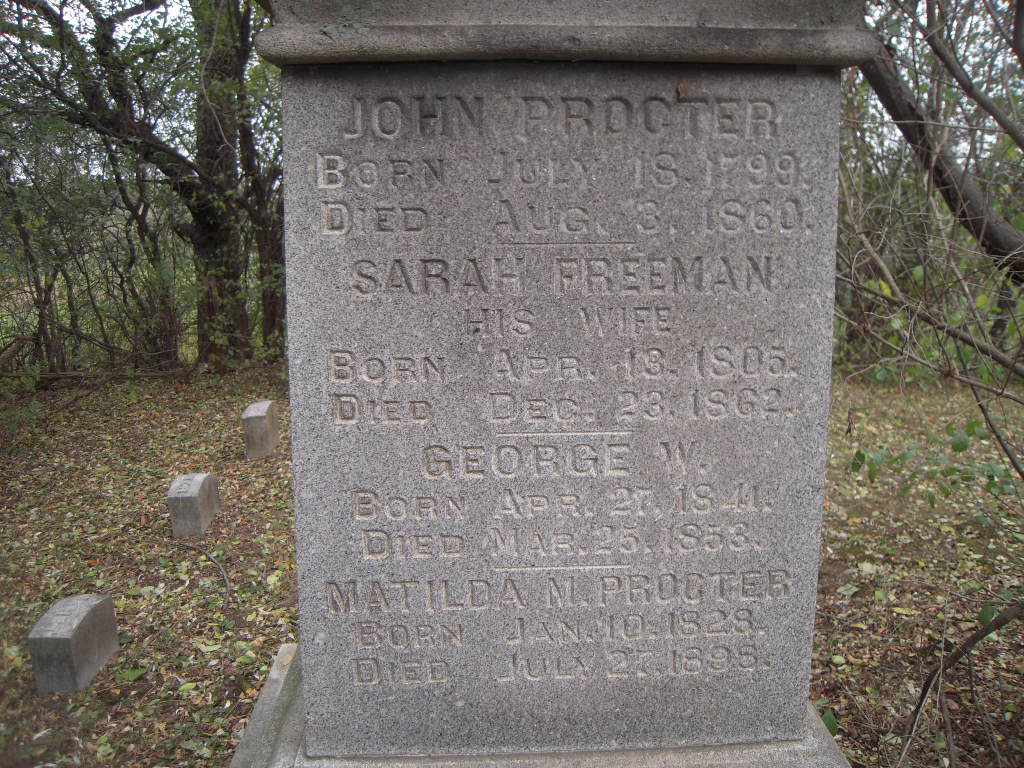 JOHN PROCTER
BORN JULY 18. 1799.
DIED AUG. 3. 1860.
SARAH FREEMAN
HIS WIFE
BORN APR. 13. 1805.
DIED DEC. 23. 1862.
GEORGE W.
BORN APR. 27. 1841.
DIED MAR. 25. 1853.
MATILDA M. PROCTER
BORN JAN. 10. 1828.
DIED JULY 27. 1895.